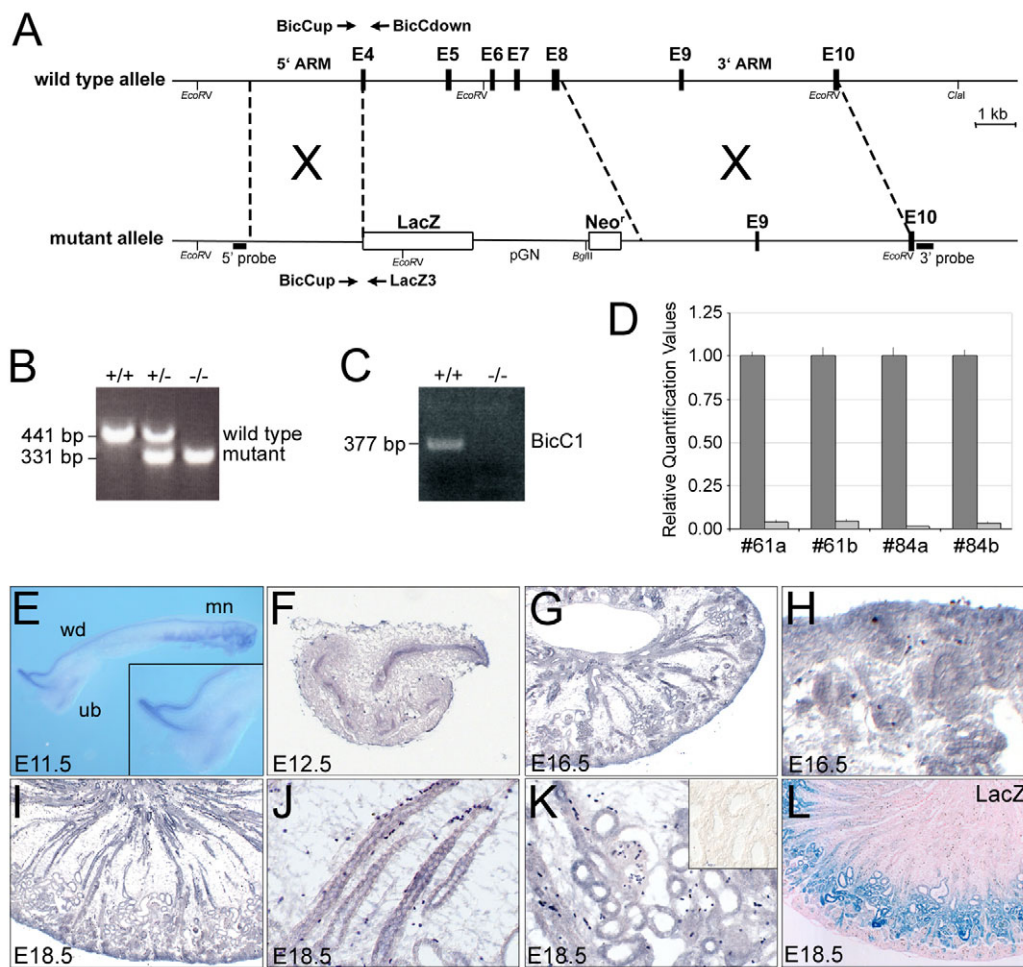 A
BicCup BicCdown
5' ARM E4 E5 E6 E7 E8 E9 3' ARM E10
wild type allele
EcoRV EcoRV EcoRV ClaI
1 kb
X X
LacZ Neoʳ E9 E10
mutant allele
EcoRV 5' probe EcoRV pGN BglII EcoRV 3' probe
BicCup LacZ3
B
+/+ +/- -/-
441 bp wild type
331 bp mutant
C
+/+ -/-
377 bp BicC1
D
Relative Quantification Values
1.25
1.00
0.75
0.50
0.25
0.00
#61a #61b #84a #84b
E
mn
wd
ub
E11.5
F
E12.5
G
E16.5
H
E16.5
I
E18.5
J
E18.5
K
E18.5
L
LacZ
E18.5